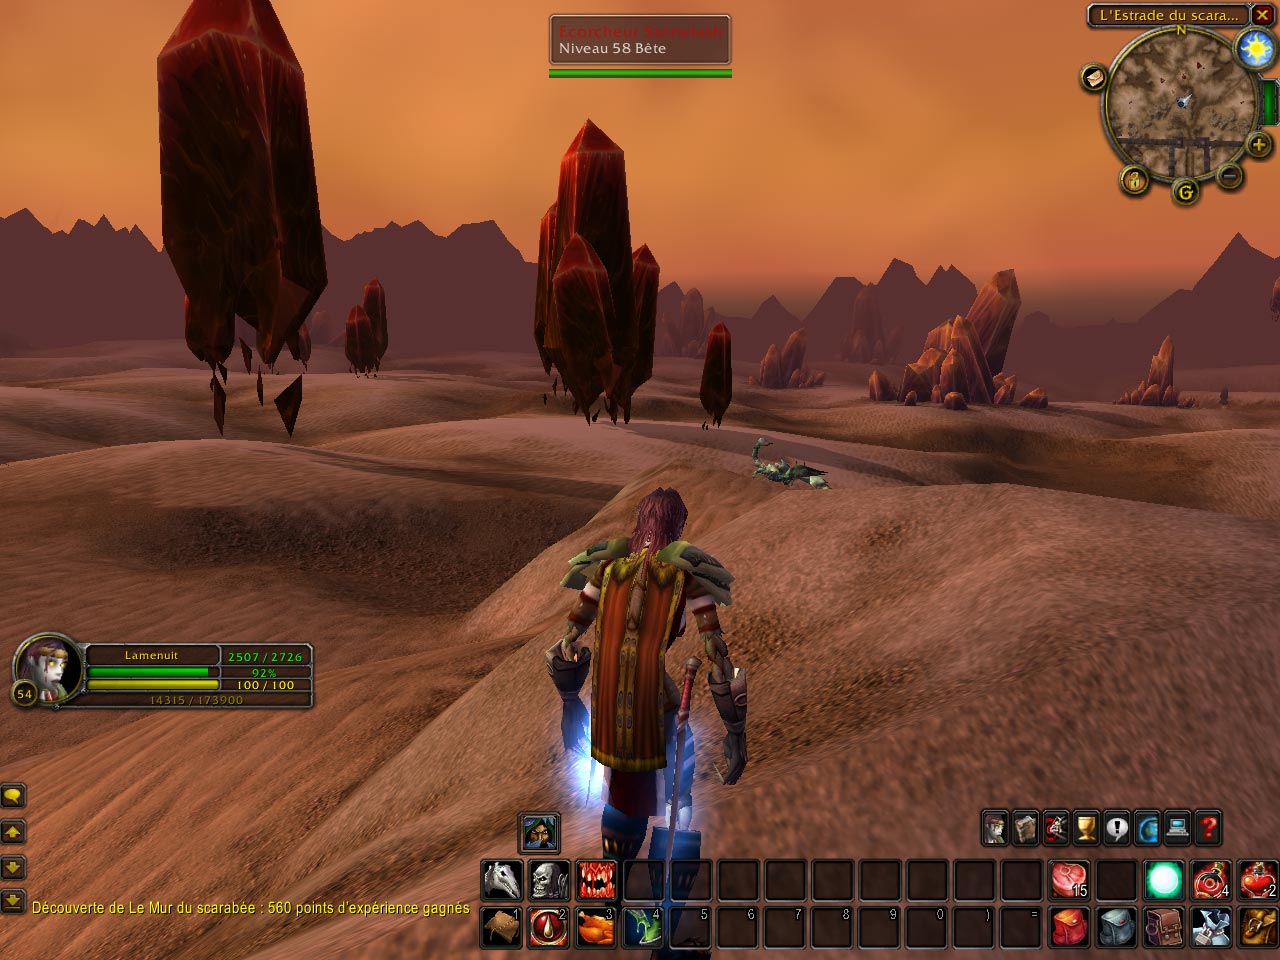 Ecorcheur
Niveau 58 Bête
L'Estrade du scara...
N
G
Lamenuit
2507 / 2726
92%
100 / 100
54
14315 / 173900
15
4
2
Découverte de Le Mur du scarabée : 560 points d'expérience gagnés
1 2 3 4 5 6 7 8 9 0 ) =